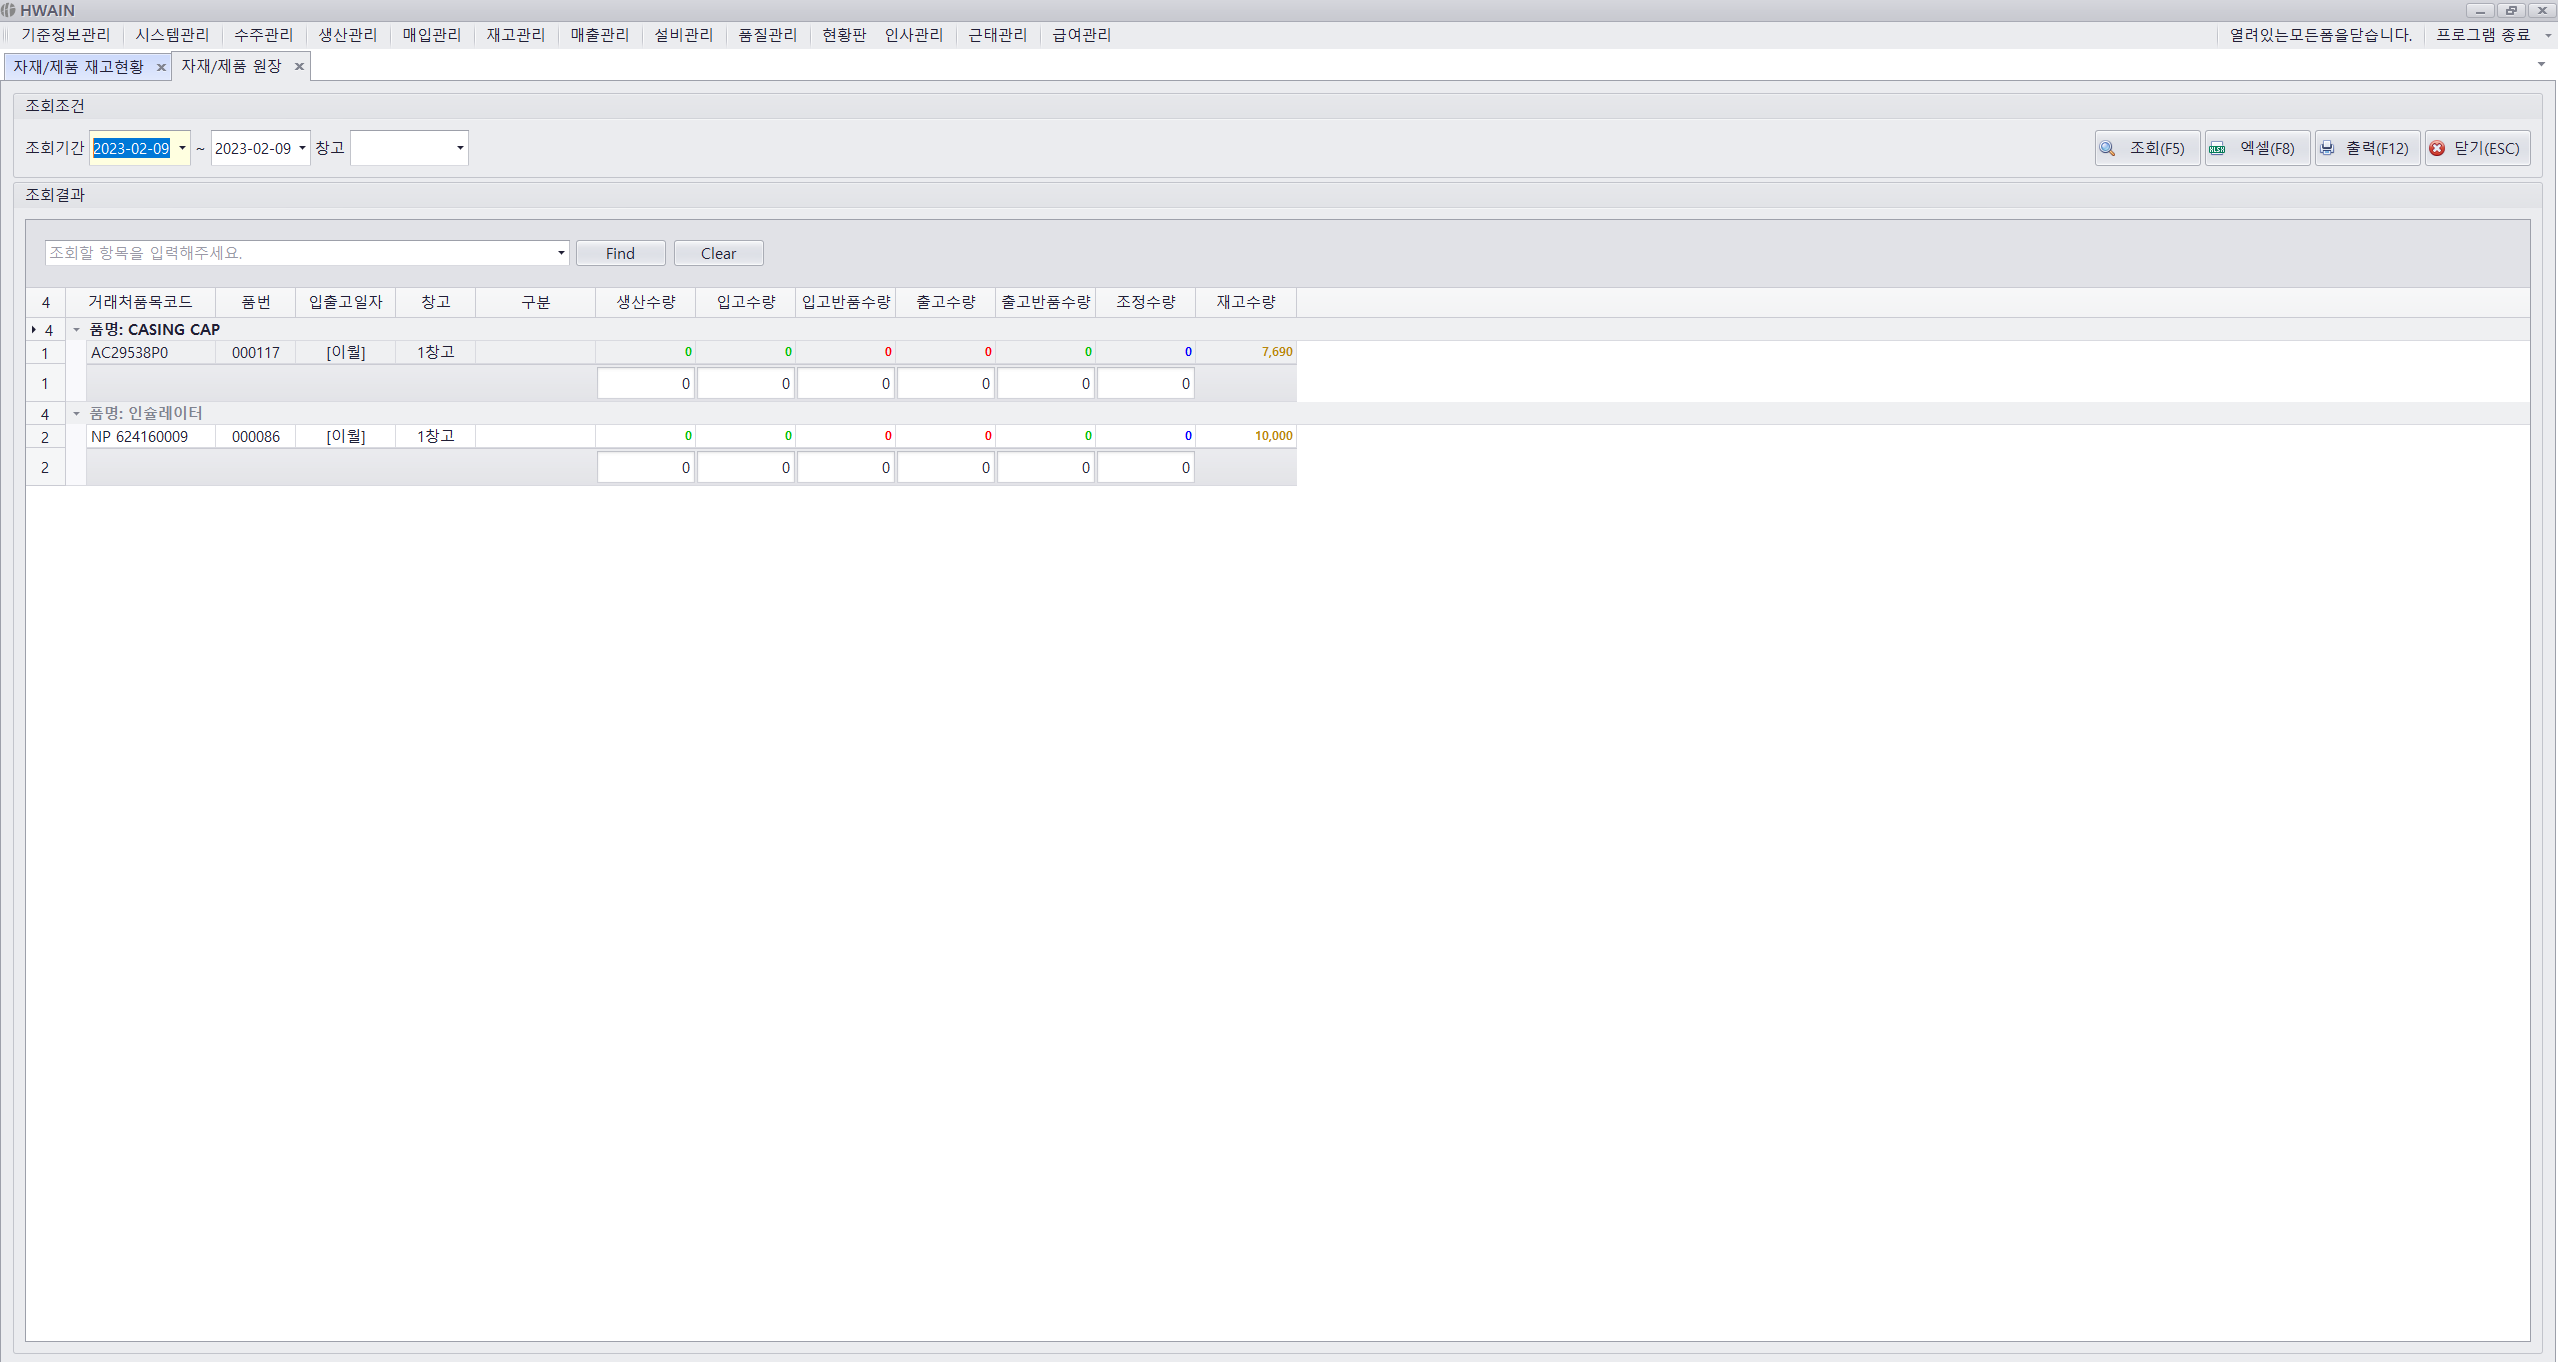 HWAIN
기준정보관리 시스템관리 수주관리 생산관리 매입관리 재고관리 매출관리 설비관리 품질관리 현황판 인사관리 근태관리 급여관리 열려있는모든폼을닫습니다. 프로그램 종료
자재/제품 재고현황 자재/제품 원장
조회조건
조회기간 2023-02-09 ~ 2023-02-09 창고 조회(F5) 엑셀(F8) 출력(F12) 닫기(ESC)
조회결과
조회할 항목을 입력해주세요. Find Clear
4 거래처품목코드 품번 입출고일자 창고 구분 생산수량 입고수량 입고반품수량 출고수량 출고반품수량 조정수량 재고수량
4 품명: CASING CAP
1 AC29538P0 000117 [이월] 1창고 0 0 0 0 0 0 7,690
1 0 0 0 0 0 0
4 품명: 인슐레이터
2 NP 624160009 000086 [이월] 1창고 0 0 0 0 0 0 10,000
2 0 0 0 0 0 0